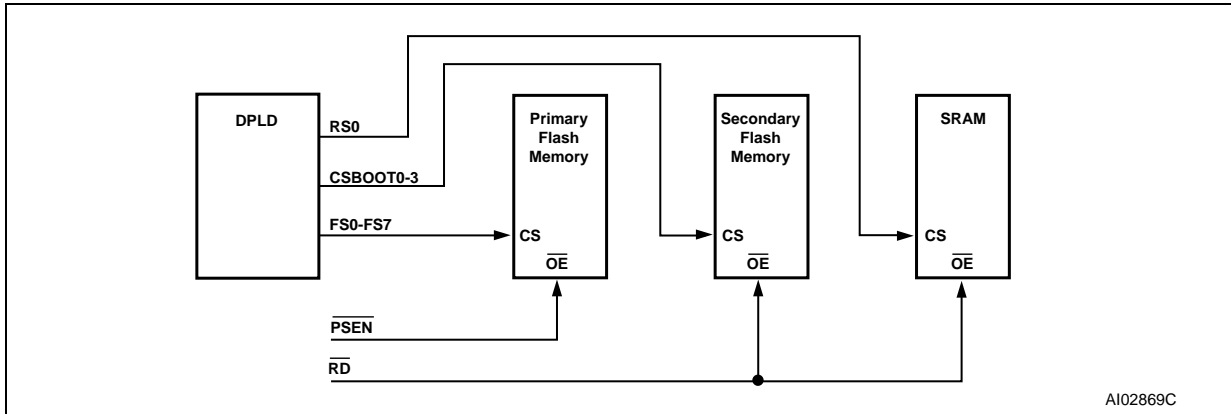 DPLD
RS0
CSBOOT0-3
FS0-FS7
Primary
Flash
Memory
CS
OE
Secondary
Flash
Memory
CS
OE
SRAM
CS
OE
PSEN
RD
AI02869C